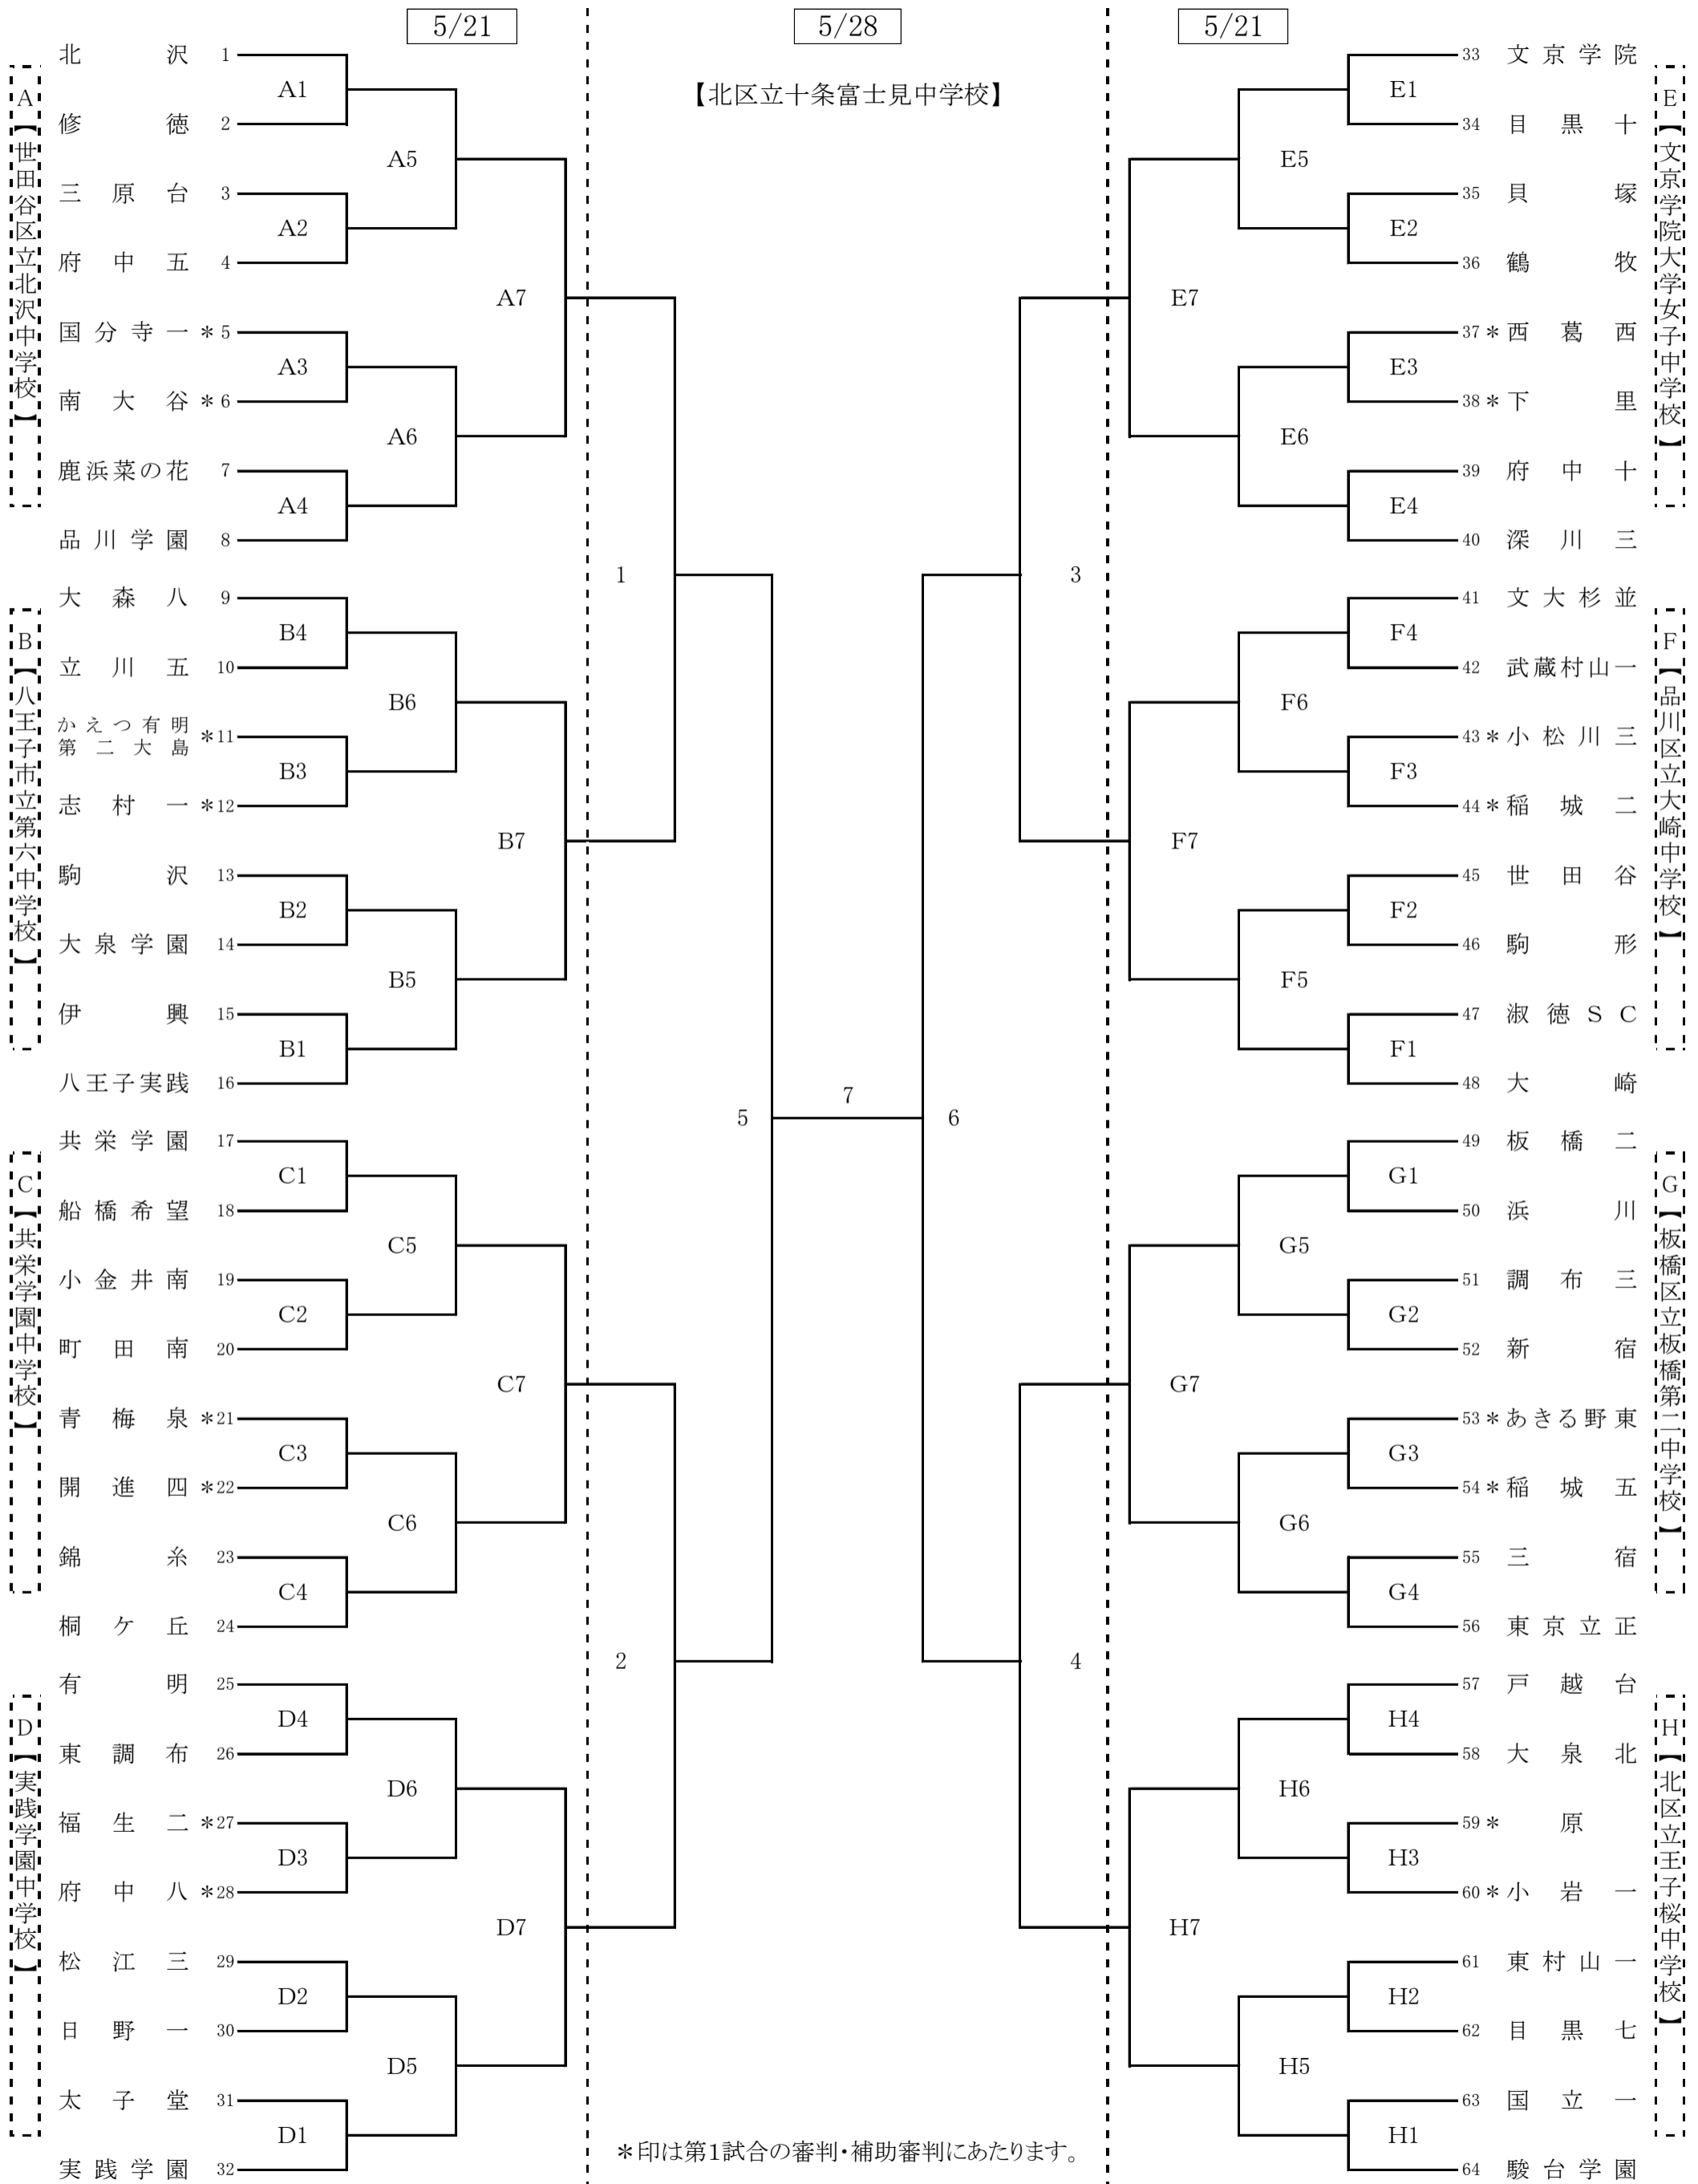 5/21
5/28
5/21
【北区立十条富士見中学校】
A【世田谷区立北沢中学校】
北沢 1
修徳 2
三原台 3
府中五 4
国分寺一 *5
南大谷 *6
鹿浜菜の花 7
品川学園 8
A1
A2
A3
A4
A5
A6
A7
B【八王子市立第六中学校】
大森八 9
立川五 10
かえつ有明
第二大島 *11
志村一 *12
駒沢 13
大泉学園 14
伊興 15
八王子実践 16
B4
B3
B2
B1
B6
B5
B7
C【共栄学園中学校】
共栄学園 17
船橋希望 18
小金井南 19
町田南 20
青梅泉 *21
開進四 *22
錦糸 23
桐ケ丘 24
C1
C2
C3
C4
C5
C6
C7
D【実践学園中学校】
有明 25
東調布 26
福生二 *27
府中八 *28
松江三 29
日野一 30
太子堂 31
実践学園 32
D4
D3
D2
D1
D6
D5
D7
1
2
5
7
6
3
4
E【文京学院大学女子中学校】
33 文京学院
34 目黒十
35 貝塚
36 鶴牧
37* 西葛西
38* 下里
39 府中十
40 深川三
E1
E2
E3
E4
E5
E6
E7
F【品川区立大崎中学校】
41 文大杉並
42 武蔵村山一
43* 小松川三
44* 稲城二
45 世田谷
46 駒形
47 淑徳SC
48 大崎
F4
F3
F2
F1
F6
F5
F7
G【板橋区立板橋第二中学校】
49 板橋二
50 浜川
51 調布三
52 新宿
53* あきる野東
54* 稲城五
55 三宿
56 東京立正
G1
G2
G3
G4
G5
G6
G7
H【北区立王子桜中学校】
57 戸越台
58 大泉北
59* 原
60* 小岩一
61 東村山一
62 目黒七
63 国立一
64 駿台学園
H4
H3
H2
H1
H6
H5
H7
*印は第1試合の審判・補助審判にあたります。